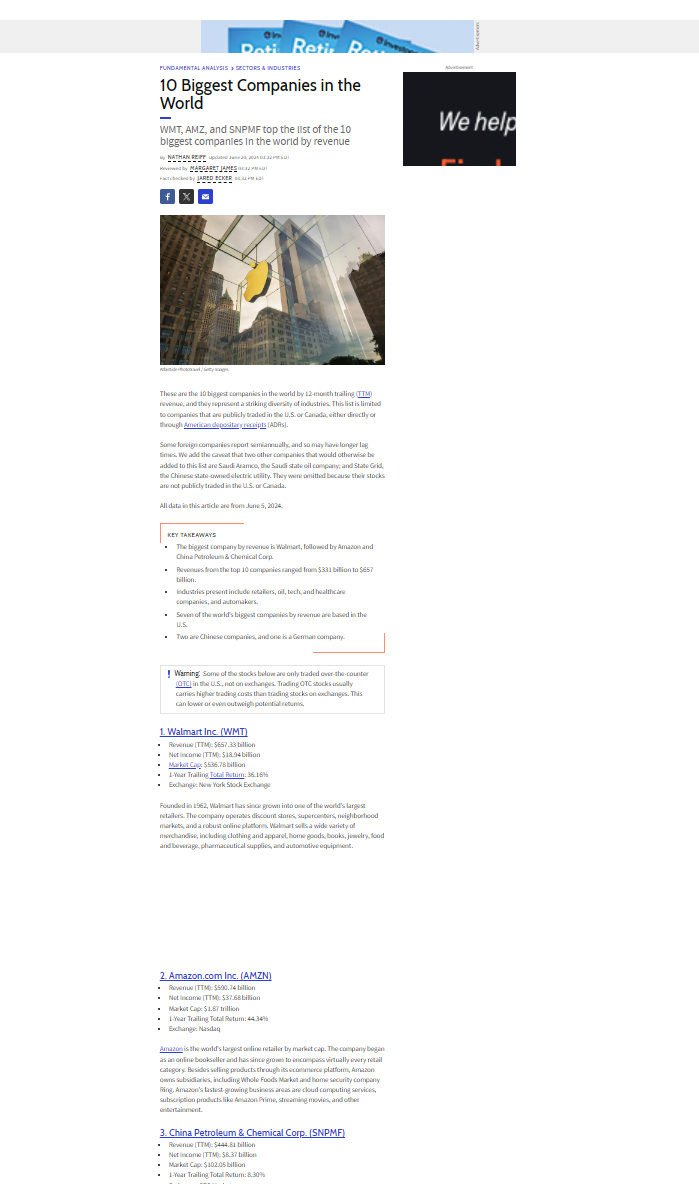 Reti
Retir
Retir
Advertisement
FUNDAMENTAL ANALYSIS > SECTORS & INDUSTRIES
Advertisement
10 Biggest Companies in the
World
We help
WMT, AMZ, and SNPMF top the list of the 10
biggest companies in the world by revenue
By NATHAN REIFF Updated June 20, 2024 03:32 PM EDT
Reviewed by MARGARET JAMES
Fact checked by JARED ECKER
Getty Images
These are the 10 biggest companies in the world by 12-month trailing (TTM)
revenue, and they represent a striking diversity of industries. This list is limited
to companies that are publicly traded in the U.S. or Canada, either directly or
through American depositary receipts (ADRs).
Some foreign companies report semiannually, and so may have longer lag
times. We add the caveat that two other companies that would otherwise be
added to this list are Saudi Aramco, the Saudi state oil company; and State Grid,
the Chinese state-owned electric utility. They were omitted because their stocks
are not publicly traded in the U.S. or Canada.
All data in this article are from June 5, 2024.
KEY TAKEAWAYS
The biggest company by revenue is Walmart, followed by Amazon and
China Petroleum & Chemical Corp.
Revenues from the top 10 companies ranged from $331 billion to $657
billion.
Industries present include retailers, oil, tech, and healthcare
companies, and automakers.
Seven of the world's biggest companies by revenue are based in the
U.S.
Two are Chinese companies, and one is a German company.
! Warning: Some of the stocks below are only traded over-the-counter
(OTC) in the U.S., not on exchanges. Trading OTC stocks usually
carries higher trading costs than trading stocks on exchanges. This
can lower or even outweigh potential returns.
1. Walmart Inc. (WMT)
Revenue (TTM): $657.33 billion
Net Income (TTM): $18.94 billion
Market Cap: $536.78 billion
1-Year Trailing Total Return: 36.16%
Exchange: New York Stock Exchange
Founded in 1962, Walmart has since grown into one of the world's largest
retailers. The company operates discount stores, supercenters, neighborhood
markets, and a robust online platform. Walmart sells a wide variety of
merchandise, including clothing and apparel, home goods, books, jewelry, food
and beverage, pharmaceutical supplies, and automotive equipment.
2. Amazon.com Inc. (AMZN)
Revenue (TTM): $590.74 billion
Net Income (TTM): $37.68 billion
Market Cap: $1.87 trillion
1-Year Trailing Total Return: 44.34%
Exchange: Nasdaq
Amazon is the world's largest online retailer by market cap. The company began
as an online bookseller and has since grown to encompass virtually every retail
category. Besides selling products through its ecommerce platform, Amazon
owns subsidiaries, including Whole Foods Market and home security company
Ring. Amazon's fastest-growing business areas are cloud computing services,
subscription products like Amazon Prime, streaming movies, and other
entertainment.
3. China Petroleum & Chemical Corp. (SNPMF)
Revenue (TTM): $444.81 billion
Net Income (TTM): $8.37 billion
Market Cap: $102.05 billion
1-Year Trailing Total Return: 8.30%